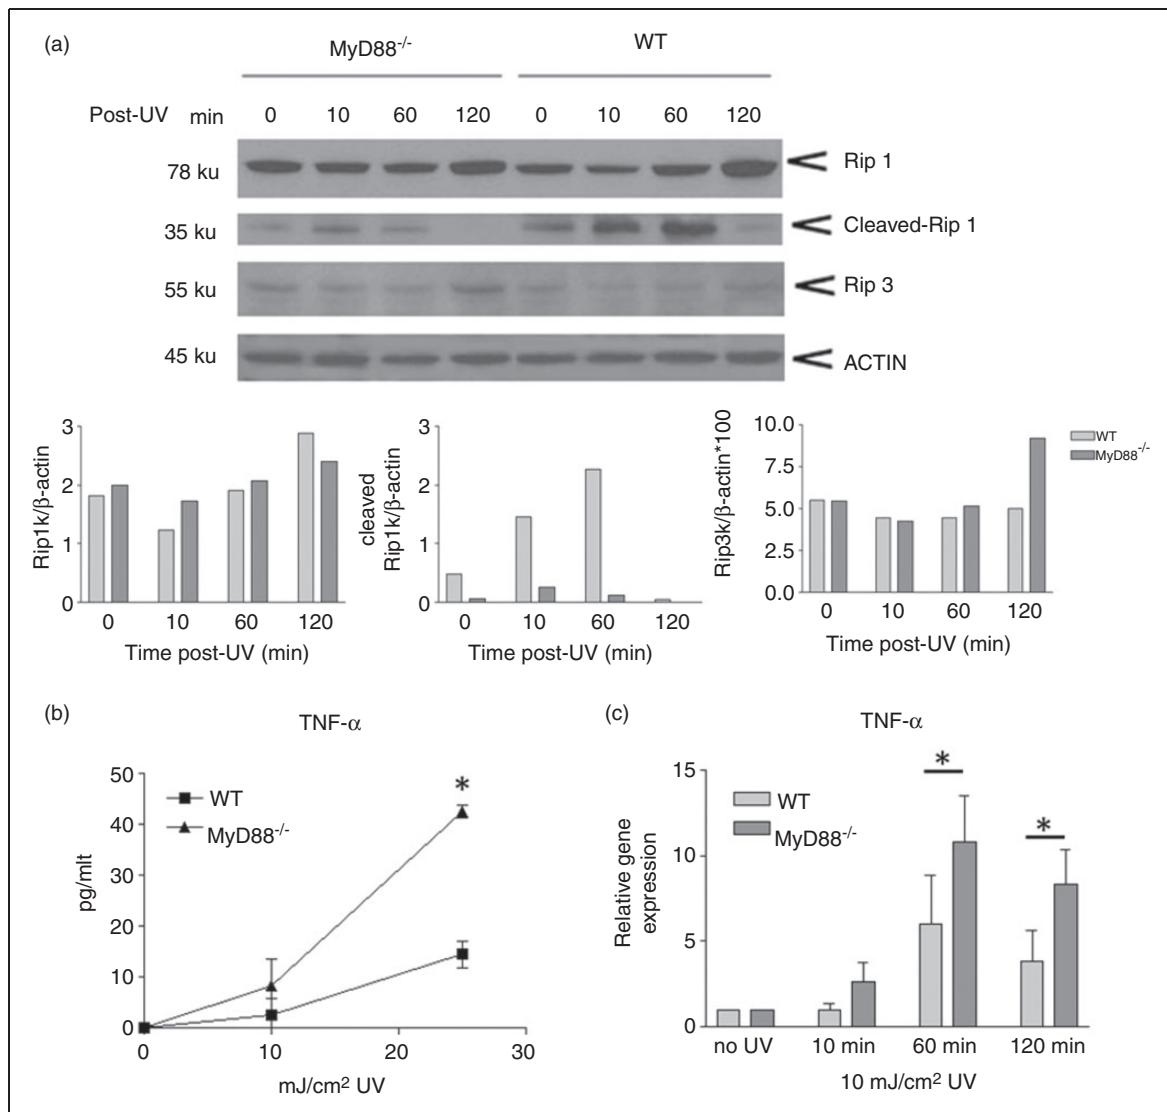 (a)
MyD88-/- WT
Post-UV min 0 10 60 120 0 10 60 120
78 ku Rip 1
35 ku Cleaved-Rip 1
55 ku Rip 3
45 ku ACTIN
Rip1k/β-actin
3
2
1
0
0 10 60 120
Time post-UV (min)
cleaved
Rip1k/β-actin
3
2
1
0
0 10 60 120
Time post-UV (min)
Rip3k/β-actin*100
10.0
7.5
5.0
2.5
0.0
0 10 60 120
Time post-UV (min)
WT
MyD88-/-
(b)
TNF-α
pg/mlt
50
40
30
20
10
0
WT
MyD88-/-
*
0 10 20 30
mJ/cm2 UV
(c)
TNF-α
Relative gene
expression
15
10
5
0
WT
MyD88-/-
*
*
no UV 10 min 60 min 120 min
10 mJ/cm2 UV